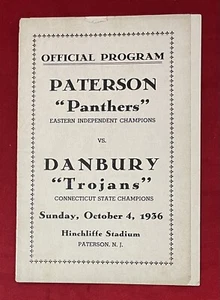 OFFICIAL PROGRAM
PATERSON
"Panthers"
EASTERN INDEPENDENT CHAMPIONS
VS.
DANBURY
"Trojans"
CONNECTICUT STATE CHAMPIONS
Sunday, October 4, 1936
Hinchliffe Stadium
PATERSON, N. J.